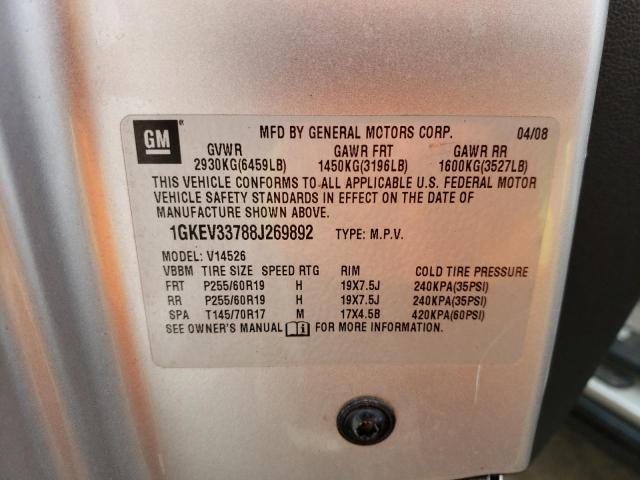 GM MFD BY GENERAL MOTORS CORP. 04/08
GVWR GAWR FRT GAWR RR
2930KG(6459LB) 1450KG(3196LB) 1600KG(3527LB)
THIS VEHICLE CONFORMS TO ALL APPLICABLE U.S. FEDERAL MOTOR
VEHICLE SAFETY STANDARDS IN EFFECT ON THE DATE OF
MANUFACTURE SHOWN ABOVE.
1GKEV33788J269892 TYPE: M.P.V.
MODEL: V14526
VBBM TIRE SIZE SPEED RTG RIM COLD TIRE PRESSURE
FRT P255/60R19 H 19X7.5J 240KPA(35PSI)
RR P255/60R19 H 19X7.5J 240KPA(35PSI)
SPA T145/70R17 M 17X4.5B 420KPA(60PSI)
SEE OWNER'S MANUAL FOR MORE INFORMATION.